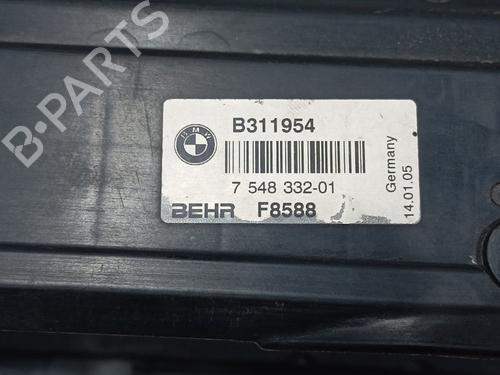 B-PARTS
BMW
B311954
7 548 332-01
BEHR F8588
Germany
14.01.05